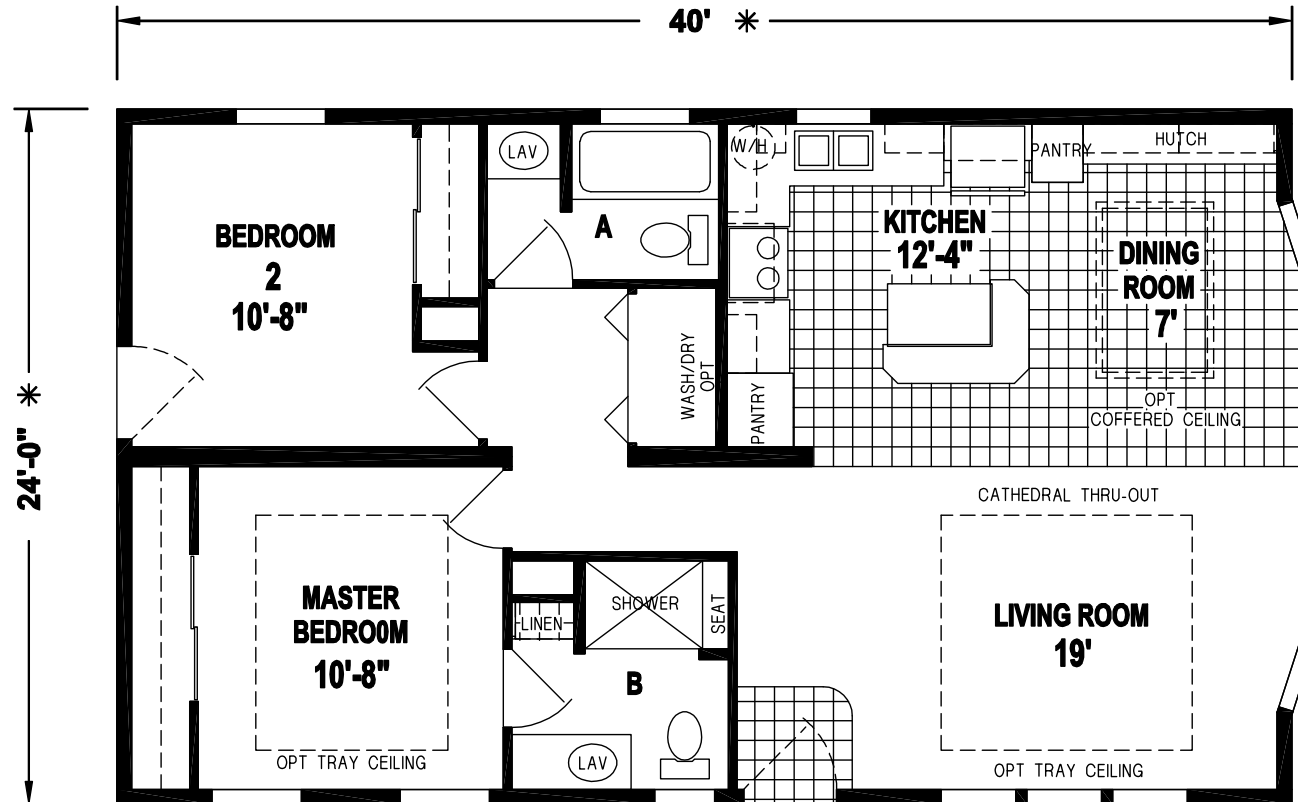 40' ✳
24'-0" ✳
BEDROOM
2
10'-8"
LAV
A
W/H
PANTRY
HUTCH
KITCHEN
12'-4"
DINING
ROOM
7'
WASH/DRY
OPT
PANTRY
OPT
COFFERED CEILING
CATHEDRAL THRU-OUT
MASTER
BEDROOM
10'-8"
OPT TRAY CEILING
SHOWER
SEAT
LINEN
B
LAV
LIVING ROOM
19'
OPT TRAY CEILING